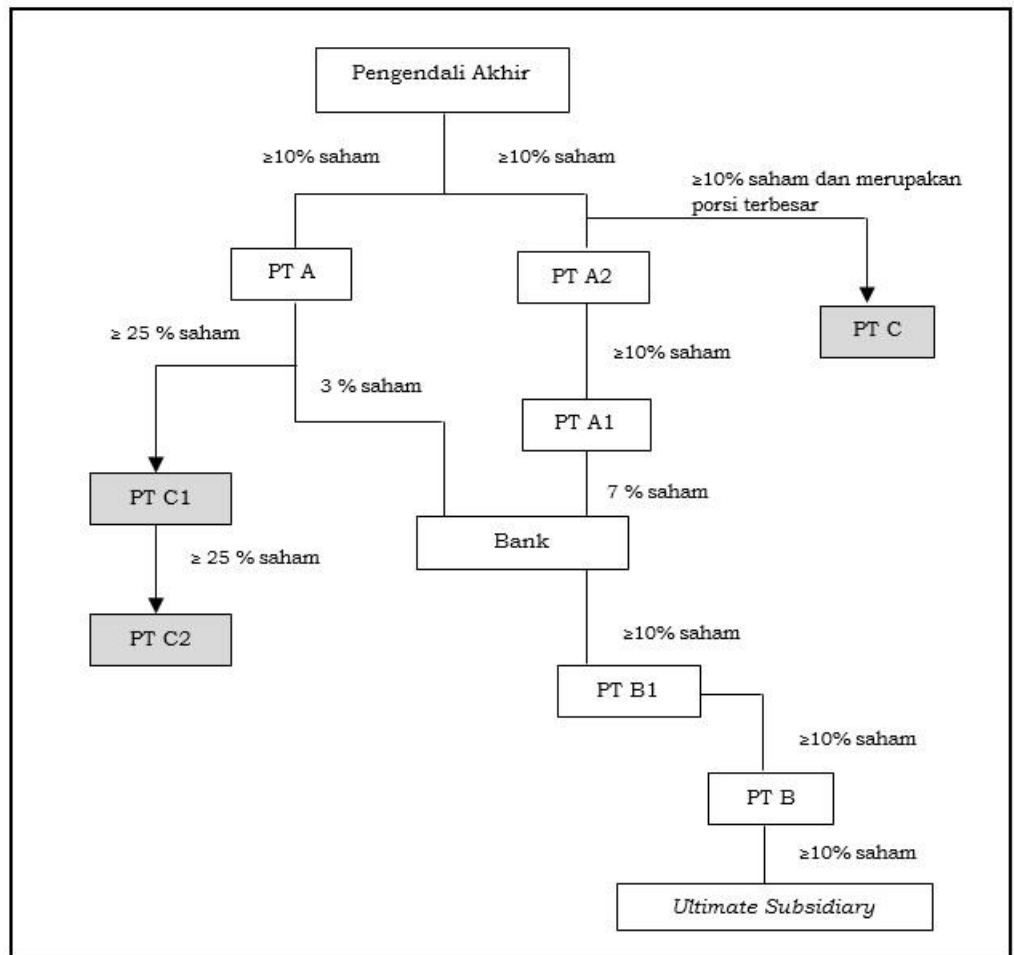 Pengendali Akhir
≥10% saham
≥10% saham
≥10% saham dan merupakan
porsi terbesar
PT A
PT A2
PT C
≥ 25 % saham
≥10% saham
3 % saham
PT A1
PT C1
7 % saham
Bank
≥ 25 % saham
PT C2
≥10% saham
PT B1
≥10% saham
PT B
≥10% saham
Ultimate Subsidiary